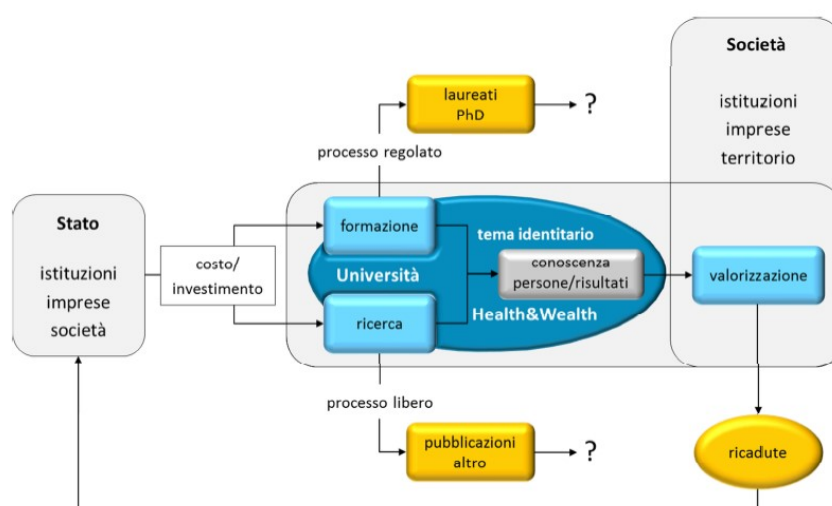 Società
istituzioni
imprese
territorio
laureati
PhD
?
processo regolato
Stato
istituzioni
imprese
società
costo/
investimento
formazione
Università
ricerca
tema identitario
conoscenza
persone/risultati
Health&Wealth
valorizzazione
processo libero
pubblicazioni
altro
?
ricadute